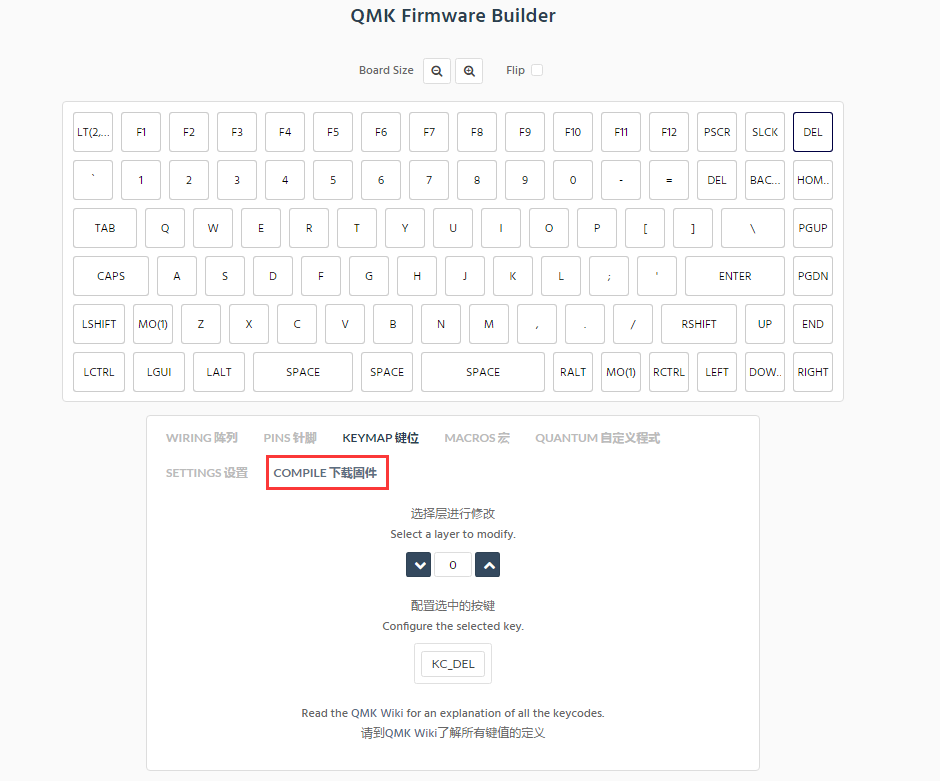 QMK Firmware Builder
Board Size Flip
LT(2,... F1 F2 F3 F4 F5 F6 F7 F8 F9 F10 F11 F12 PSCR SLCK DEL
` 1 2 3 4 5 6 7 8 9 0 - = DEL BAC... HOM..
TAB Q W E R T Y U I O P [ ] \ PGUP
CAPS A S D F G H J K L ; ' ENTER PGDN
LSHIFT MO(1) Z X C V B N M , . / RSHIFT UP END
LCTRL LGUI LALT SPACE SPACE SPACE RALT MO(1) RCTRL LEFT DOW.. RIGHT
WIRING 阵列 PINS 针脚 KEYMAP 键位 MACROS 宏 QUANTUM 自定义程式
SETTINGS 设置 COMPILE 下载固件
选择层进行修改
Select a layer to modify.
0
配置选中的按键
Configure the selected key.
KC_DEL
Read the QMK Wiki for an explanation of all the keycodes.
请到QMK Wiki了解所有键值的定义